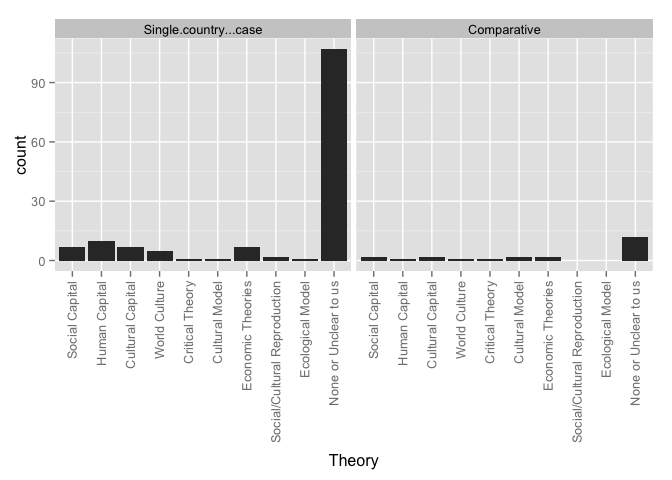 Single.country...case
Comparative
count
90
60
30
0
Social Capital
Human Capital
Cultural Capital
World Culture
Critical Theory
Cultural Model
Economic Theories
Social/Cultural Reproduction
Ecological Model
None or Unclear to us
Social Capital
Human Capital
Cultural Capital
World Culture
Critical Theory
Cultural Model
Economic Theories
Social/Cultural Reproduction
Ecological Model
None or Unclear to us
Theory